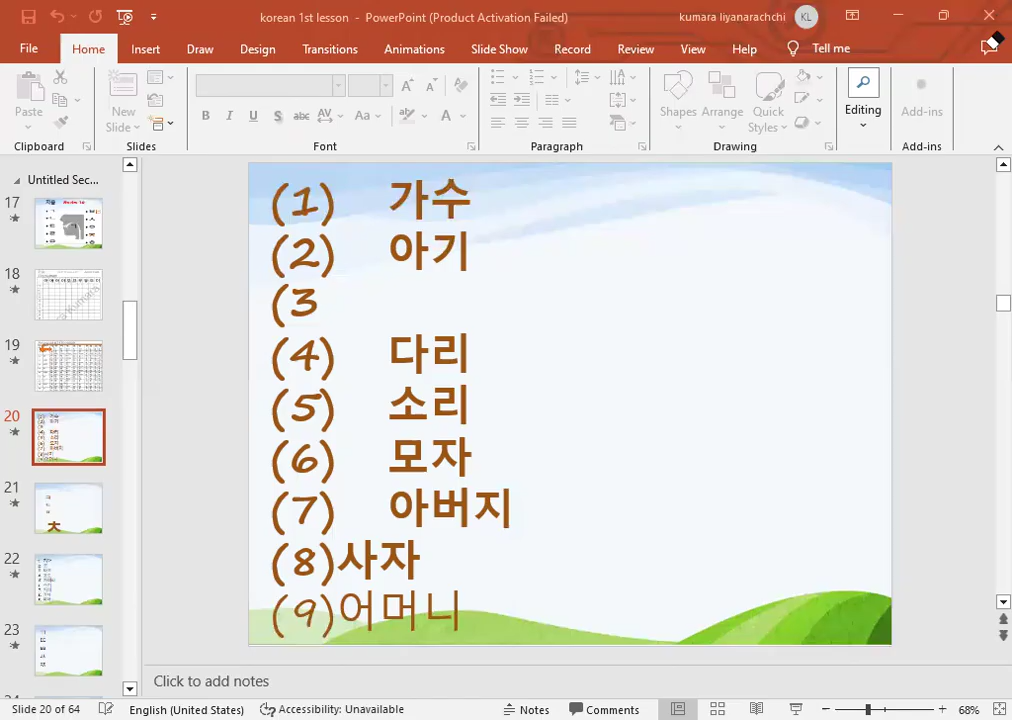 korean 1st lesson - PowerPoint (Product Activation Failed)
kumara liyanarachchi
KL
File Home Insert Draw Design Transitions Animations Slide Show Record Review View Help Tell me
Paste
New Slide
B I U S abc AV Aa A
Shapes Arrange Quick Styles
Editing
Add-ins
Clipboard Slides Font Paragraph Drawing Add-ins
Untitled Sec...
17
18
19
20
21
ㅊ
22
23
(1) 가수
(2) 아기
(3
(4) 다리
(5) 소리
(6) 모자
(7) 아버지
(8)사자
(9)어머니
Click to add notes
Slide 20 of 64 English (United States) Accessibility: Unavailable Notes Comments 68%